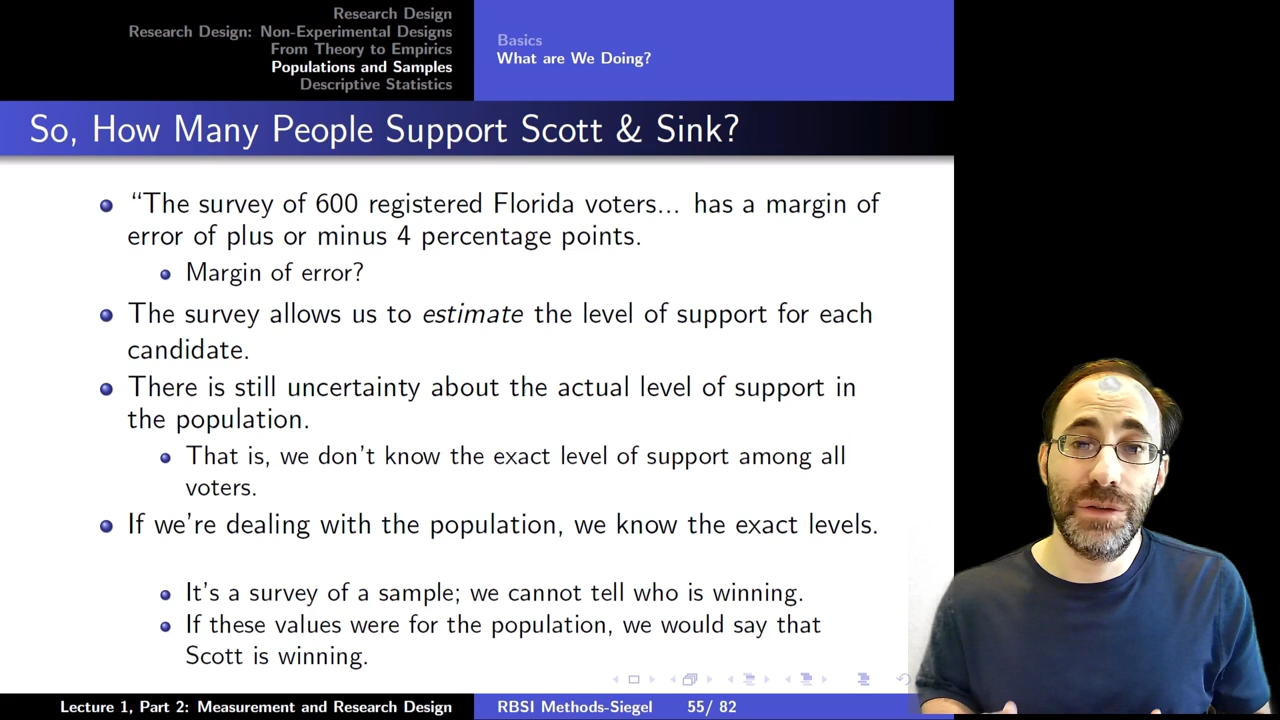 Research Design
Research Design: Non-Experimental Designs
From Theory to Empirics
Populations and Samples
Descriptive Statistics
Basics
What are We Doing?
So, How Many People Support Scott & Sink?
“The survey of 600 registered Florida voters... has a margin of
error of plus or minus 4 percentage points.
Margin of error?
The survey allows us to estimate the level of support for each
candidate.
There is still uncertainty about the actual level of support in
the population.
That is, we don’t know the exact level of support among all
voters.
If we’re dealing with the population, we know the exact levels.
It’s a survey of a sample; we cannot tell who is winning.
If these values were for the population, we would say that
Scott is winning.
Lecture 1, Part 2: Measurement and Research Design
RBSI Methods-Siegel
55/ 82